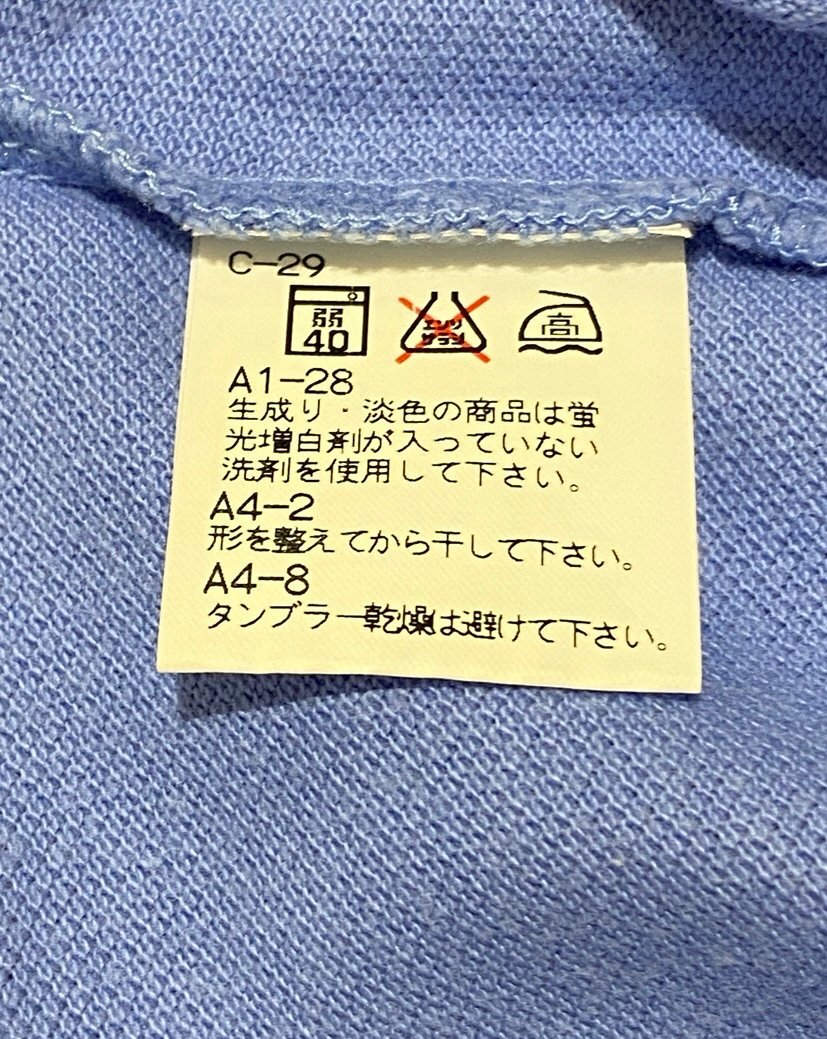 C-29
弱
40
エンソ
サラシ
高
A1-28
生成り・淡色の商品は蛍
光増白剤が入っていない
洗剤を使用して下さい。
A4-2
形を整えてから干して下さい。
A4-8
タンブラー乾燥は避けて下さい。